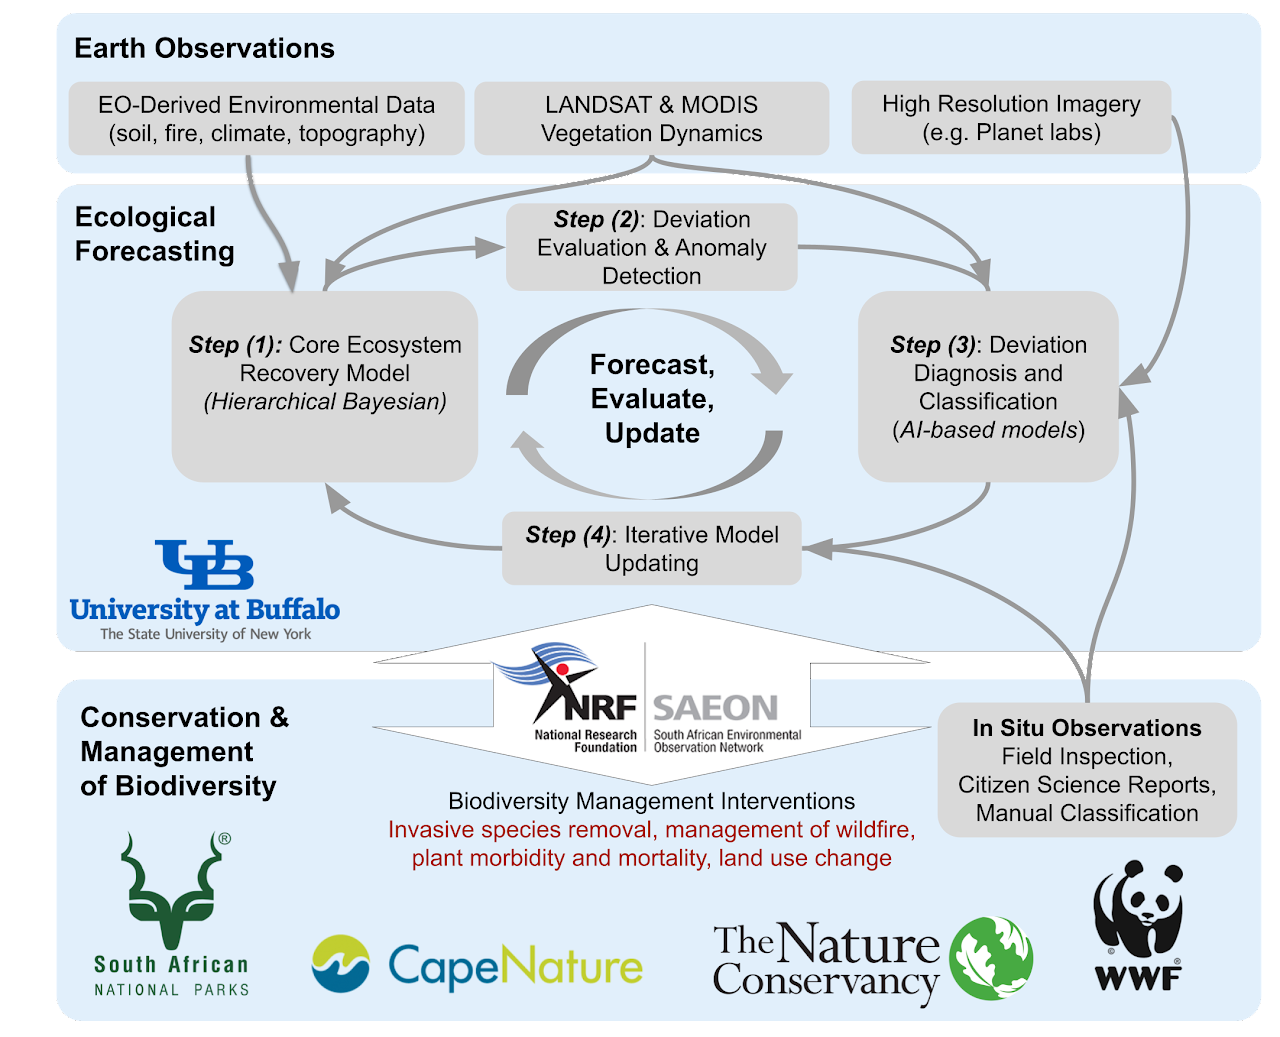 Earth Observations
EO-Derived Environmental Data
(soil, fire, climate, topography)
LANDSAT & MODIS
Vegetation Dynamics
High Resolution Imagery
(e.g. Planet labs)
Ecological
Forecasting
Step (2): Deviation
Evaluation & Anomaly
Detection
Step (1): Core Ecosystem
Recovery Model
(Hierarchical Bayesian)
Forecast,
Evaluate,
Update
Step (3): Deviation
Diagnosis and
Classification
(AI-based models)
Step (4): Iterative Model
Updating
UB
University at Buffalo
The State University of New York
NRF
National Research
Foundation
SAEON
South African Environmental
Observation Network
Conservation &
Management
of Biodiversity
In Situ Observations
Field Inspection,
Citizen Science Reports,
Manual Classification
Biodiversity Management Interventions
Invasive species removal, management of wildfire,
plant morbidity and mortality, land use change
®
South African
NATIONAL PARKS
CapeNature
The Nature
Conservancy
©
®
WWF